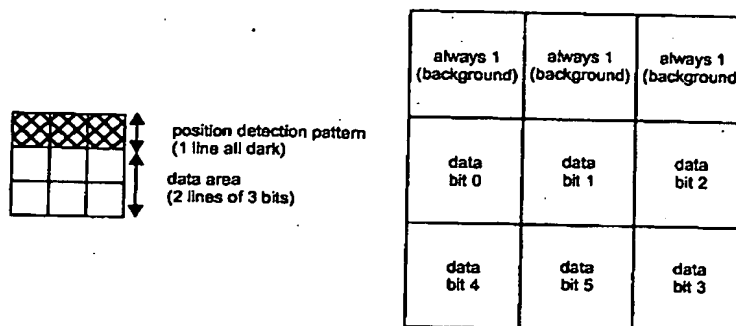 position detection pattern
(1 line all dark)
data area
(2 lines of 3 bits)
always 1
(background)
always 1
(background)
always 1
(background
data
bit 0
data
bit 1
data
bit 2
data
bit 4
data
bit 5
data
bit 3